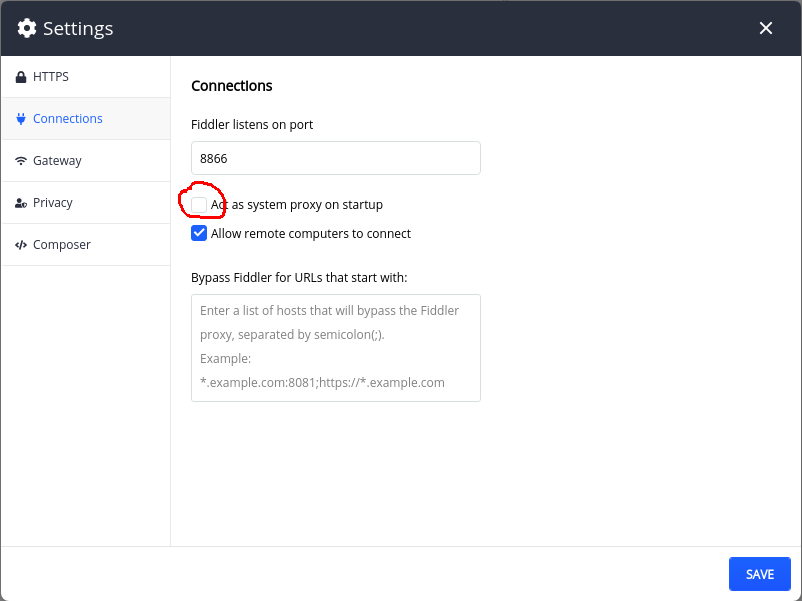 Settings
HTTPS
Connections
Gateway
Privacy
Composer
Connections
Fiddler listens on port
8866
Act as system proxy on startup
Allow remote computers to connect
Bypass Fiddler for URLs that start with:
Enter a list of hosts that will bypass the Fiddler
proxy, separated by semicolon(;).
Example:
*.example.com:8081;https://*.example.com
SAVE